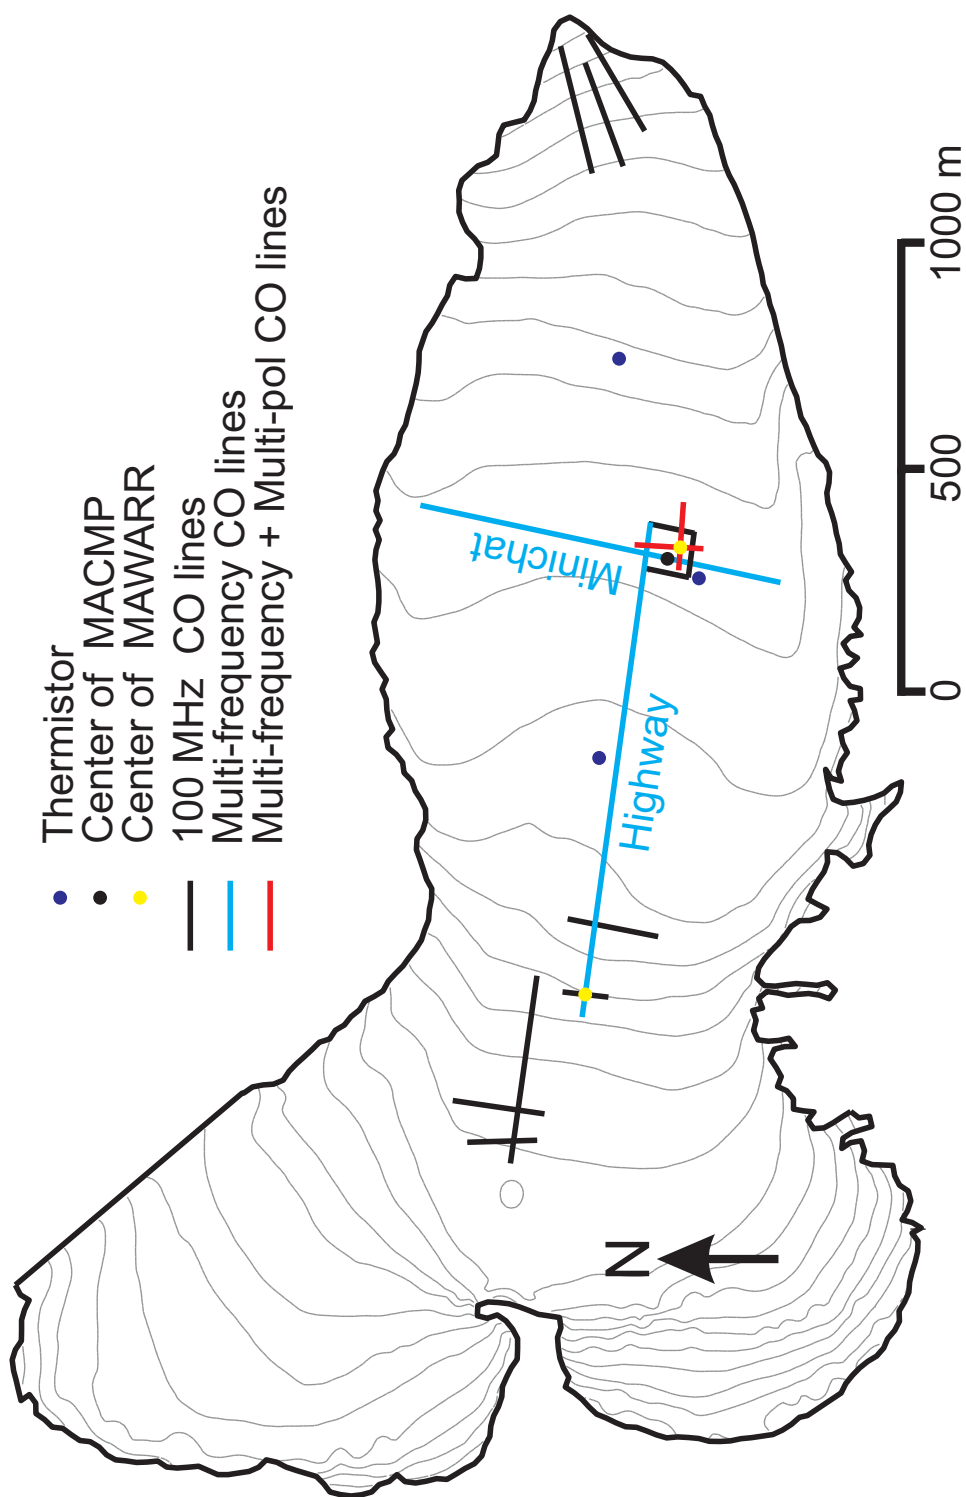 Thermistor
Center of MACMP
Center of MAWARR
100 MHz CO lines
Multi-frequency CO lines
Multi-frequency + Multi-pol CO lines
Minichat
Highway
N
0
500
1000 m